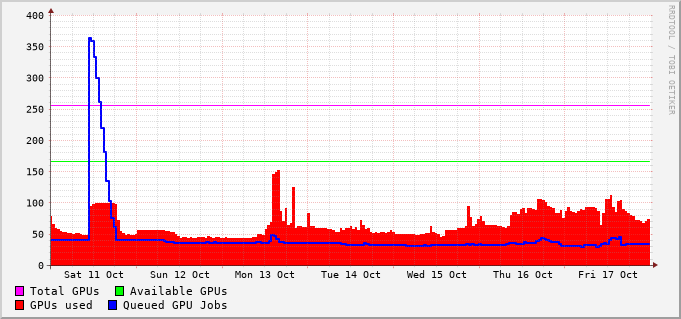 400
350
300
250
200
150
100
50
0
Sat 11 Oct Sun 12 Oct Mon 13 Oct Tue 14 Oct Wed 15 Oct Thu 16 Oct Fri 17 Oct
Total GPUs Available GPUs
GPUs used Queued GPU Jobs
RRDTOOL / TOBI OETIKER